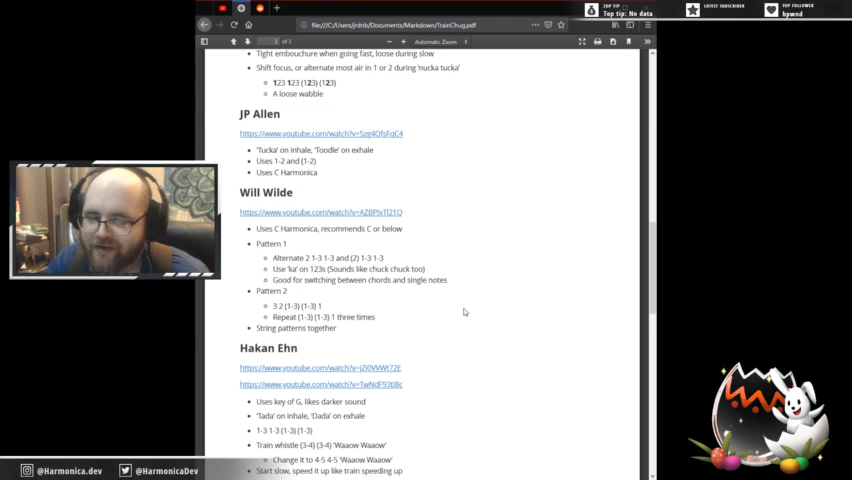 TOP TIP
Top tip: No data
LATEST SUBSCRIBER
TOP FOLLOWER
bpwnd
file:///C:/Users/jrdnb/Documents/Markdown/TrainChug.pdf
2 of 3
Automatic Zoom
Tight embouchure when going fast, loose during slow
Shift focus, or alternate most air in 1 or 2 during 'nucka tucka'
123 123 (123) (123)
A loose wabble
JP Allen
https://www.youtube.com/watch?v=5zg4QfsFqC4
'Tucka' on inhale, 'Toodle' on exhale
Uses 1-2 and (1-2)
Uses C Harmonica
Will Wilde
https://www.youtube.com/watch?v=AZBPIxTl21Q
Uses C Harmonica, recommends C or below
Pattern 1
Alternate 2 1-3 1-3 and (2) 1-3 1-3
Use 'ka' on 123s (Sounds like chuck chuck too)
Good for switching between chords and single notes
Pattern 2
3 2 (1-3) (1-3) 1
Repeat (1-3) (1-3) 1 three times
String patterns together
Hakan Ehn
https://www.youtube.com/watch?v=jZKlVVWt72E
https://www.youtube.com/watch?v=TwNdF93tI8c
Uses key of G, likes darker sound
'Tada' on inhale, 'Dada' on exhale
1-3 1-3 (1-3) (1-3)
Train whistle (3-4) (3-4) 'Waaow Waaow'
Change it to 4-5 4-5 'Waaow Waaow'
Start slow, speed it up like train speeding up
@Harmonica.dev
@HarmonicaDev